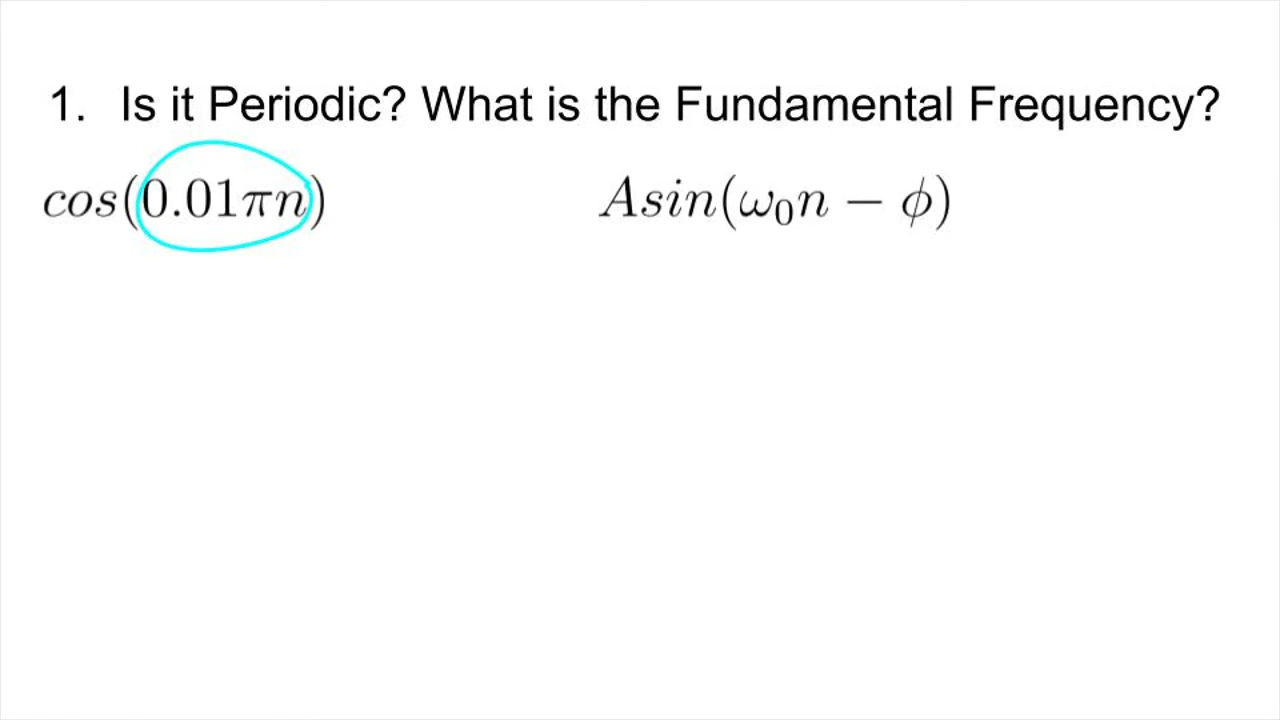 1. Is it Periodic? What is the Fundamental Frequency?
cos(0.01πn) Asin(ω₀n − ϕ)